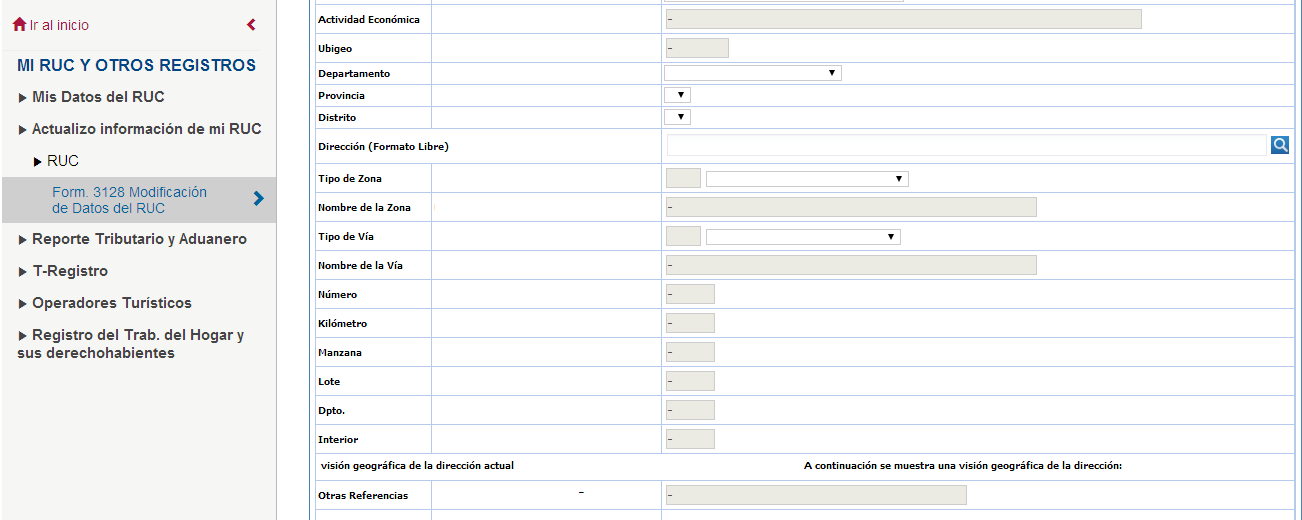 Ir al inicio
MI RUC Y OTROS REGISTROS
Mis Datos del RUC
Actualizo información de mi RUC
RUC
Form. 3128 Modificación
de Datos del RUC
Reporte Tributario y Aduanero
T-Registro
Operadores Turísticos
Registro del Trab. del Hogar y
sus derechohabientes
Actividad Económica -
Ubigeo -
Departamento
Provincia
Distrito
Dirección (Formato Libre)
Tipo de Zona
Nombre de la Zona -
Tipo de Vía
Nombre de la Vía -
Número -
Kilómetro -
Manzana -
Lote -
Dpto. -
Interior -
visión geográfica de la dirección actual A continuación se muestra una visión geográfica de la dirección:
Otras Referencias - -